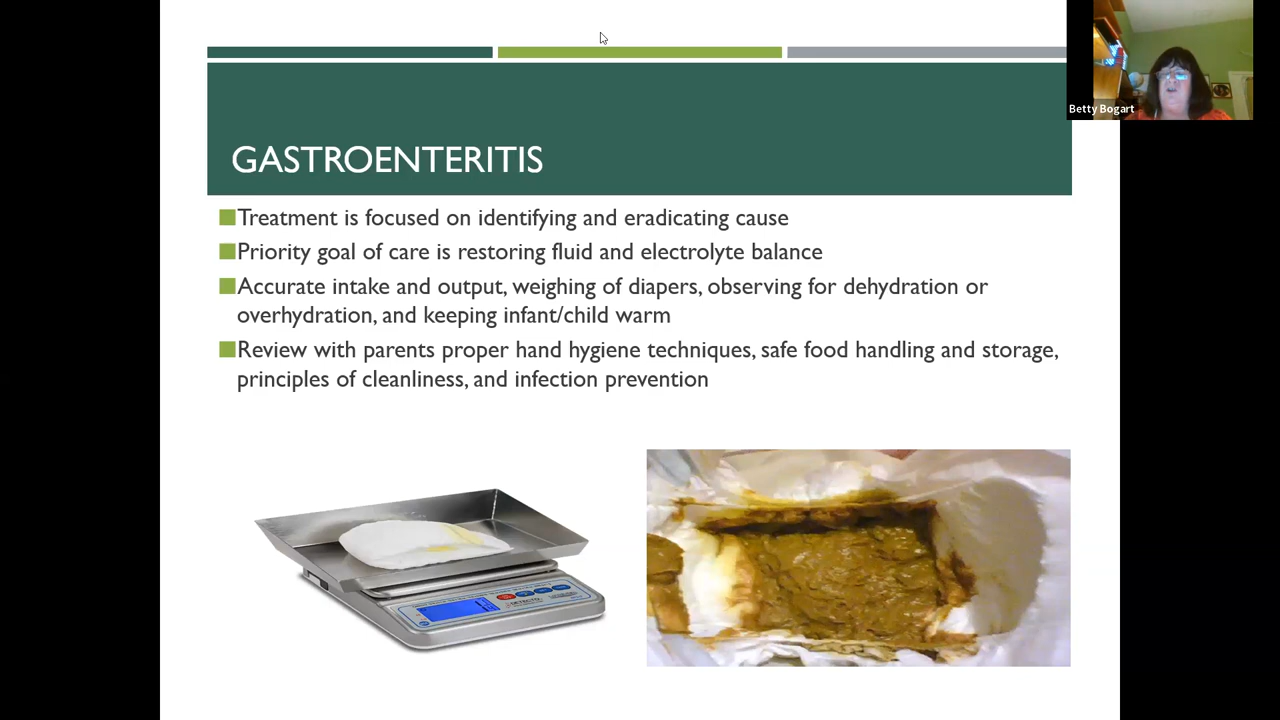 Betty Bogart
GASTROENTERITIS
Treatment is focused on identifying and eradicating cause
Priority goal of care is restoring fluid and electrolyte balance
Accurate intake and output, weighing of diapers, observing for dehydration or
overhydration, and keeping infant/child warm
Review with parents proper hand hygiene techniques, safe food handling and storage,
principles of cleanliness, and infection prevention
DETECTO